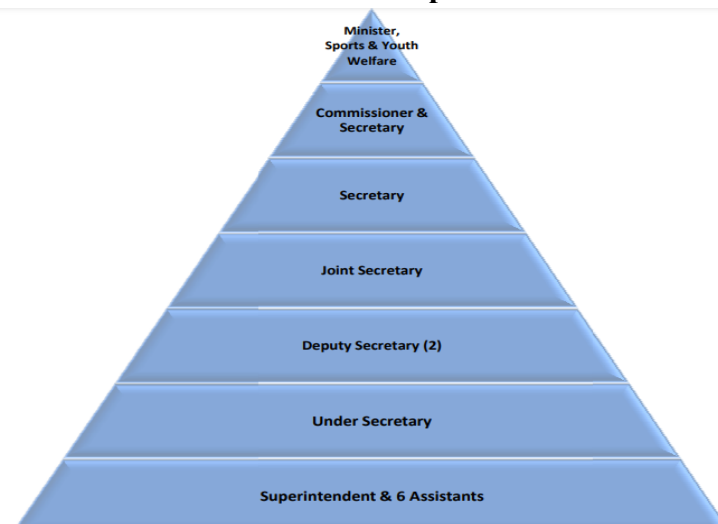 Minister,
Sports & Youth
Welfare
Commissioner &
Secretary
Secretary
Joint Secretary
Deputy Secretary (2)
Under Secretary
Superintendent & 6 Assistants